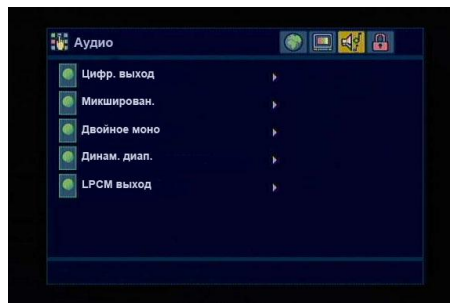 Аудио
Цифр. выход
Микширован.
Двойное моно
Динам. диап.
LPCM выход